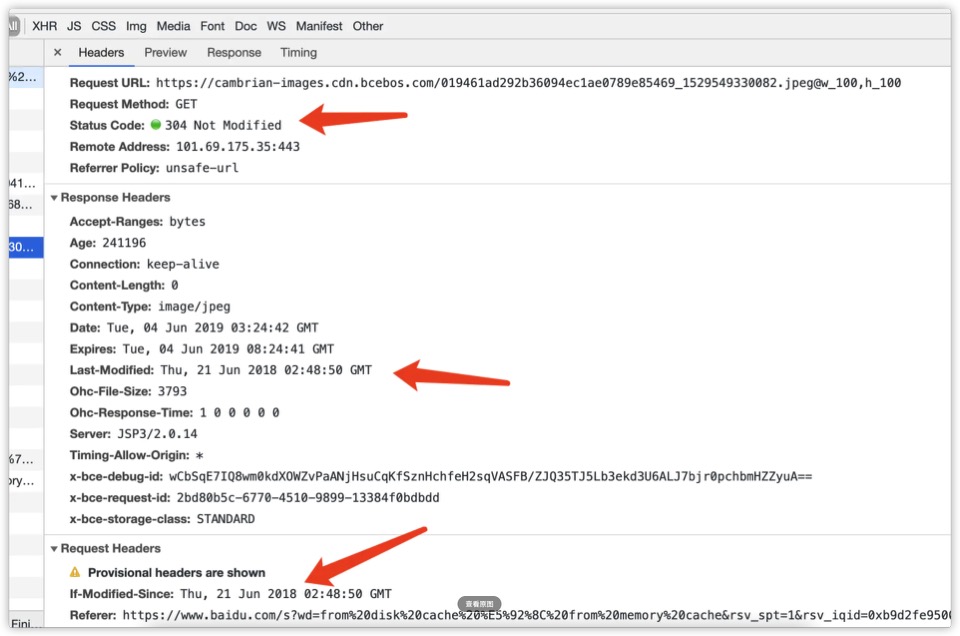 All XHR JS CSS Img Media Font Doc WS Manifest Other
× Headers Preview Response Timing
%2...
Request URL: https://cambrian-images.cdn.bcebos.com/019461ad292b36094ec1ae0789e85469_1529549330082.jpeg@w_100,h_100
Request Method: GET
Status Code: 304 Not Modified
Remote Address: 101.69.175.35:443
Referrer Policy: unsafe-url
041...
Response Headers
68...
Accept-Ranges: bytes
30...
Age: 241196
Connection: keep-alive
Content-Length: 0
Content-Type: image/jpeg
Date: Tue, 04 Jun 2019 03:24:42 GMT
Expires: Tue, 04 Jun 2019 08:24:41 GMT
Last-Modified: Thu, 21 Jun 2018 02:48:50 GMT
Ohc-File-Size: 3793
Ohc-Response-Time: 1 0 0 0 0 0
Server: JSP3/2.0.14
%7...
Timing-Allow-Origin: *
ory...
x-bce-debug-id: wCbSqE7IQ8wm0kdXOWZvPaANjHsuCqKfSznHchfeH2sqVASFB/ZJQ35TJ5Lb3ekd3U6ALJ7bjr0pchbmHZZyuA==
x-bce-request-id: 2bd80b5c-6770-4510-9899-13384f0bdbdd
x-bce-storage-class: STANDARD
Request Headers
Provisional headers are shown
If-Modified-Since: Thu, 21 Jun 2018 02:48:50 GMT
查看原图
Fini...
Referer: https://www.baidu.com/s?wd=from%20disk%20cache%20%E5%92%8C%20from%20memory%20cache&rsv_spt=1&rsv_iqid=0xb9d2fe9500